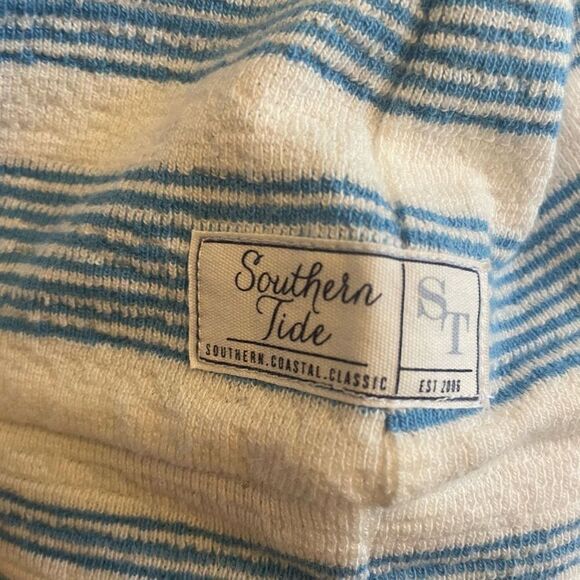 Southern
Tide
SOUTHERN.COASTAL.CLASSIC
ST
EST 2006